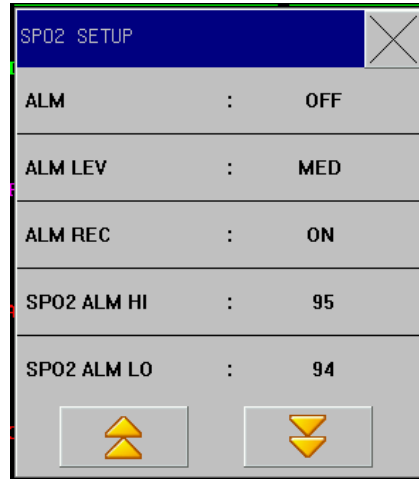 SPO2 SETUP
ALM : OFF
ALM LEV : MED
ALM REC : ON
SPO2 ALM HI : 95
SPO2 ALM LO : 94